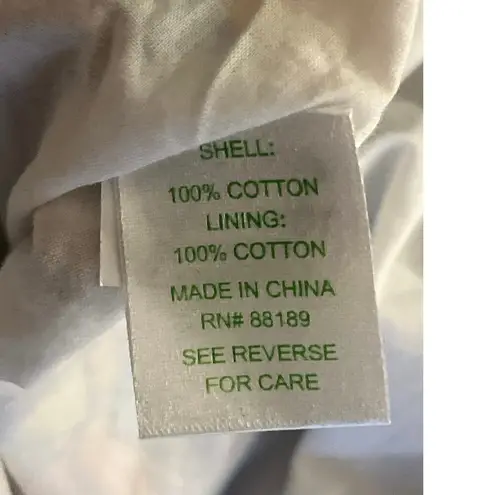 SHELL:
100% COTTON
LINING:
100% COTTON
MADE IN CHINA
RN# 88189
SEE REVERSE
FOR CARE